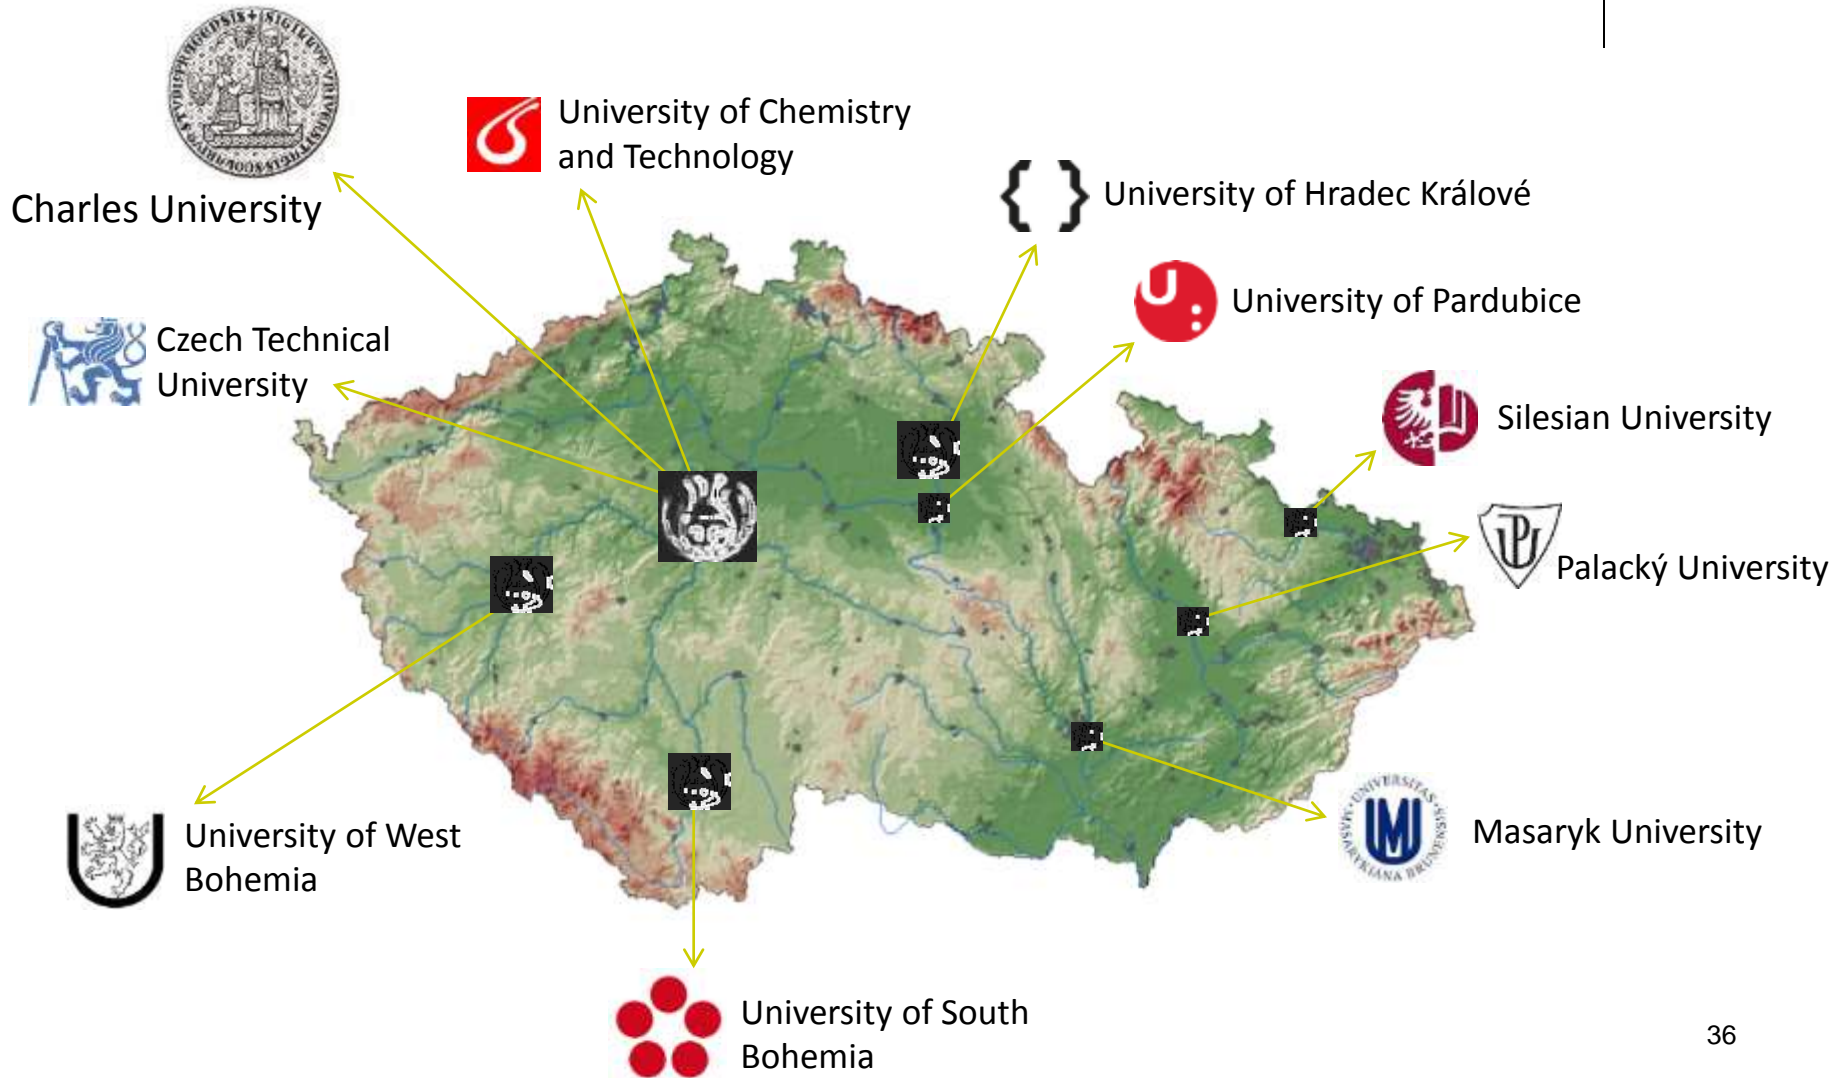 University of Chemistry
and Technology
Charles University
University of Hradec Králové
University of Pardubice
Czech Technical
University
Silesian University
Palacký University
University of West
Bohemia
Masaryk University
University of South
Bohemia
36